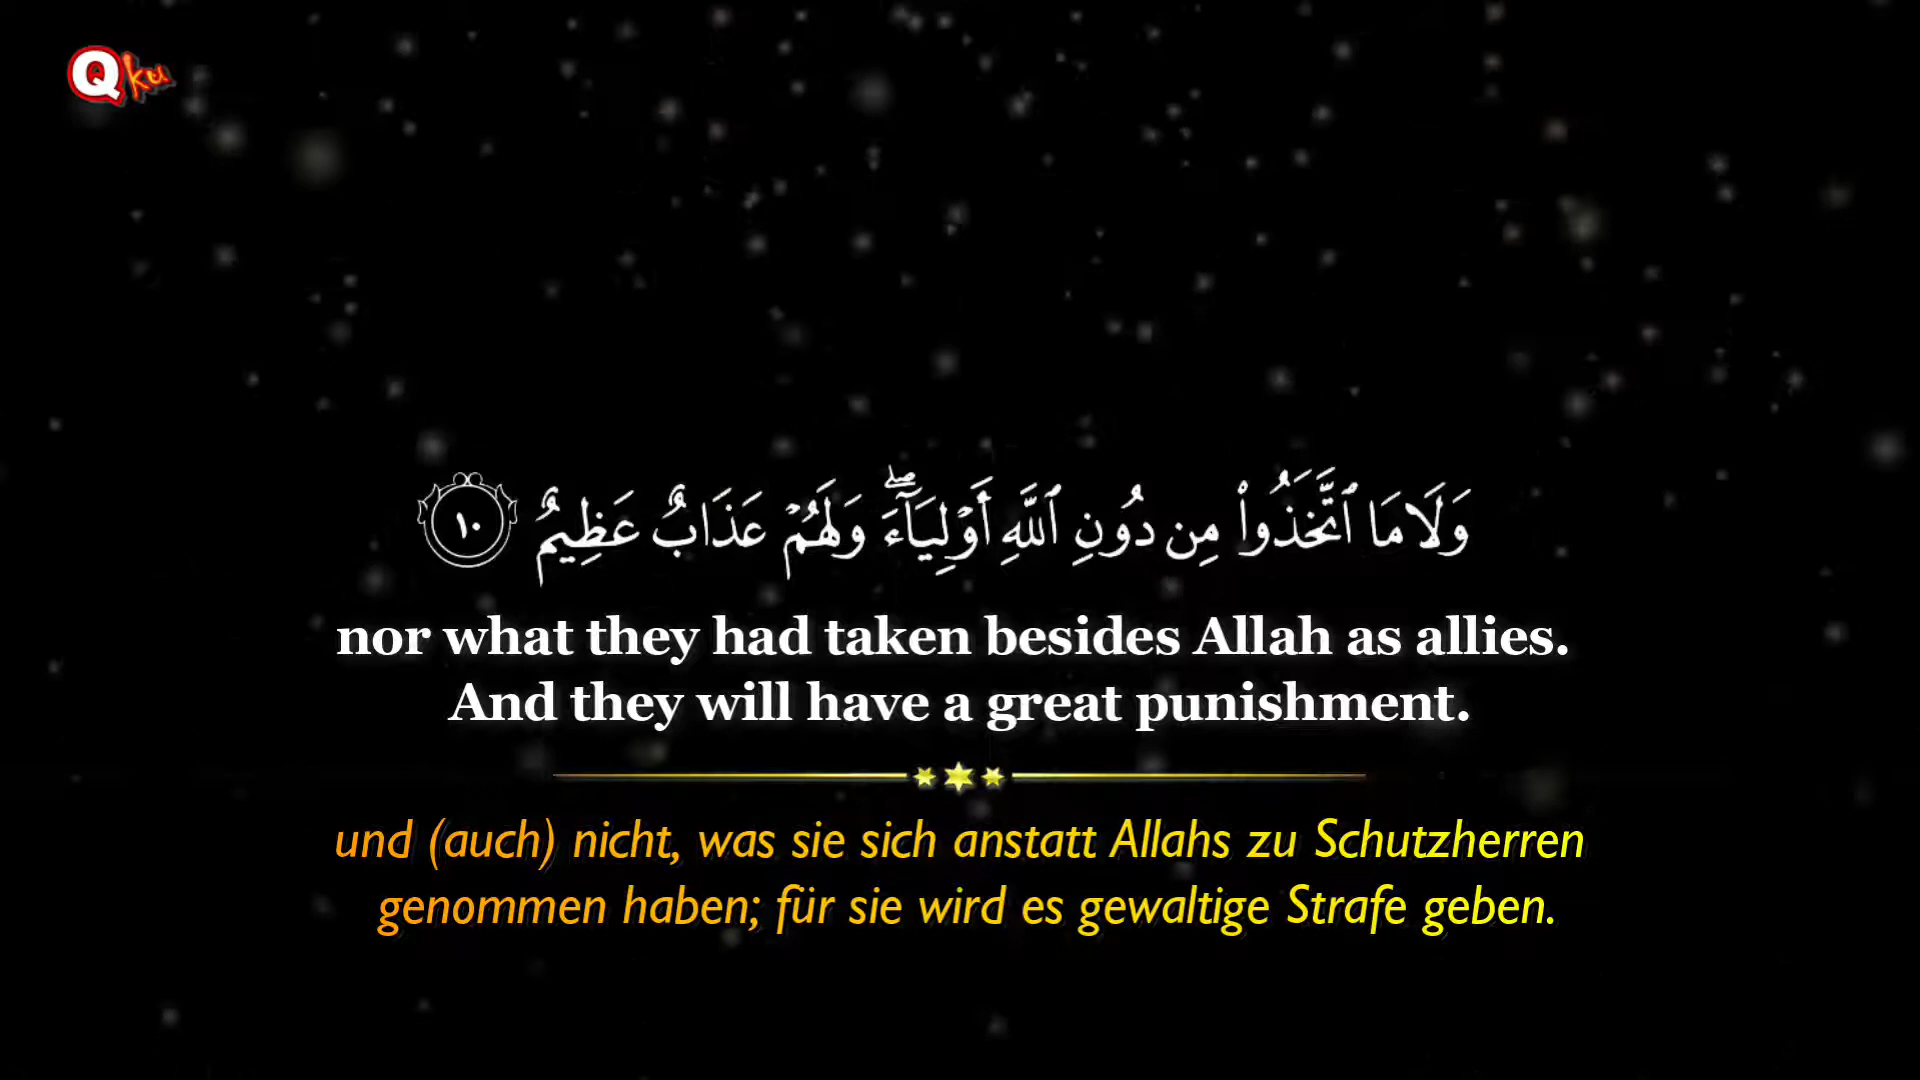 Qku
وَلَا مَا ٱتَّخَذُوا۟ مِن دُونِ ٱللَّهِ أَوْلِيَآءَ ۖ وَلَهُمْ عَذَابٌ عَظِيمٌ ١٠
nor what they had taken besides Allah as allies.
And they will have a great punishment.
und (auch) nicht, was sie sich anstatt Allahs zu Schutzherren
genommen haben; für sie wird es gewaltige Strafe geben.